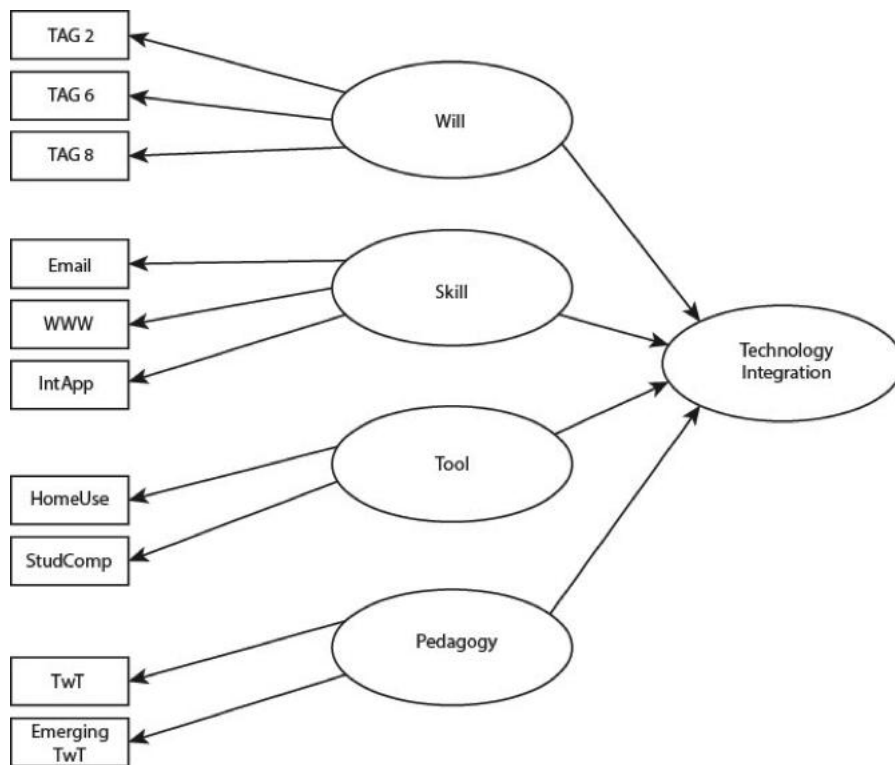 TAG 2
TAG 6
TAG 8
Will
Email
WWW
IntApp
Skill
Technology
Integration
HomeUse
StudComp
Tool
TwT
Emerging
TwT
Pedagogy